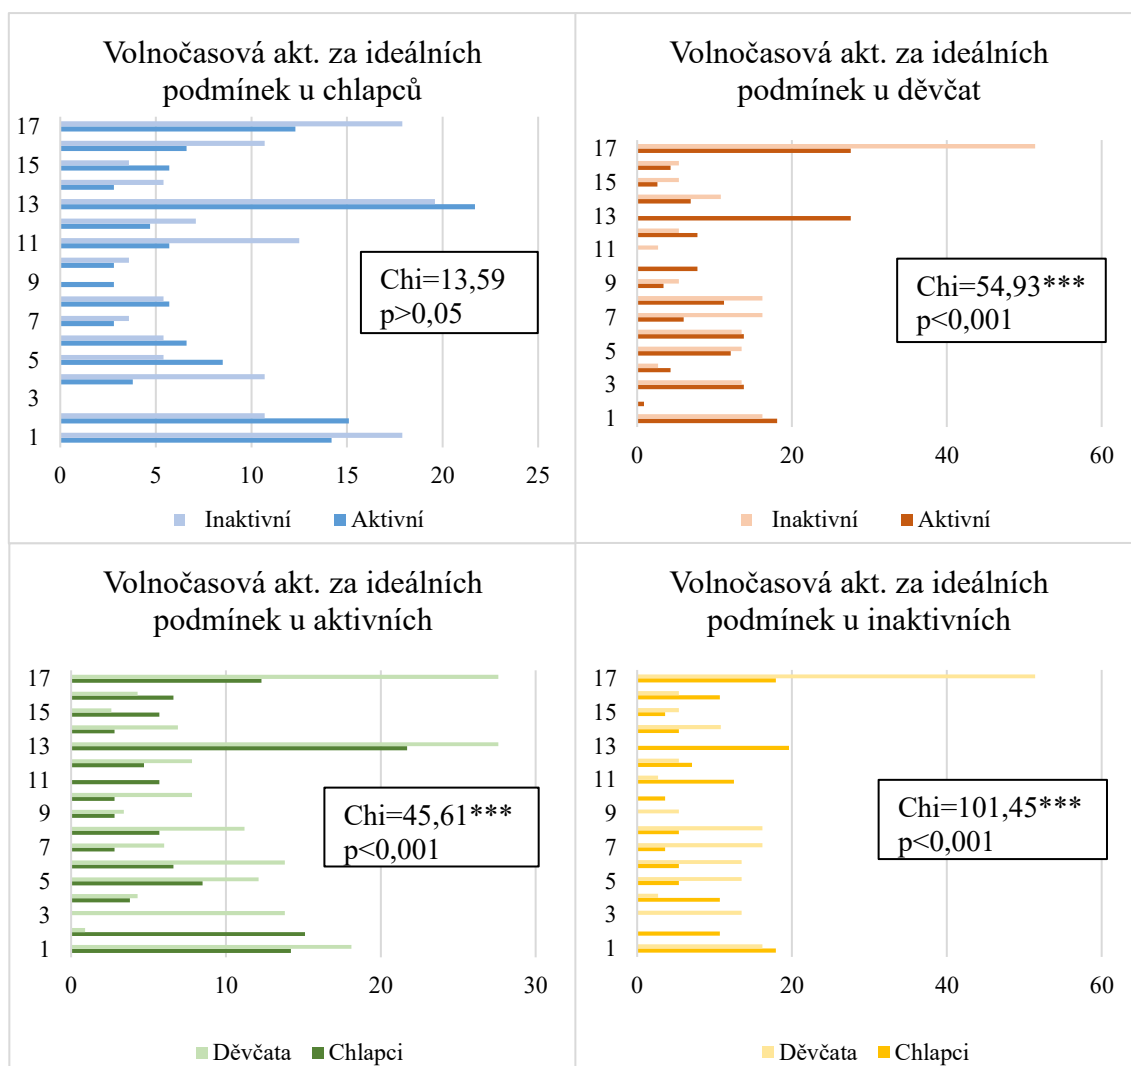 Volnočasová akt. za ideálních
podmínek u chlapců
17
15
13
11
9
7
5
3
1
Chi=13,59
p>0,05
0 5 10 15 20 25
Inaktivní Aktivní
Volnočasová akt. za ideálních
podmínek u děvčat
17
15
13
11
9
7
5
3
1
Chi=54,93***
p<0,001
0 20 40 60
Inaktivní Aktivní
Volnočasová akt. za ideálních
podmínek u aktivních
17
15
13
11
9
7
5
3
1
Chi=45,61***
p<0,001
0 10 20 30
Děvčata Chlapci
Volnočasová akt. za ideálních
podmínek u inaktivních
17
15
13
11
9
7
5
3
1
Chi=101,45***
p<0,001
0 20 40 60
Děvčata Chlapci